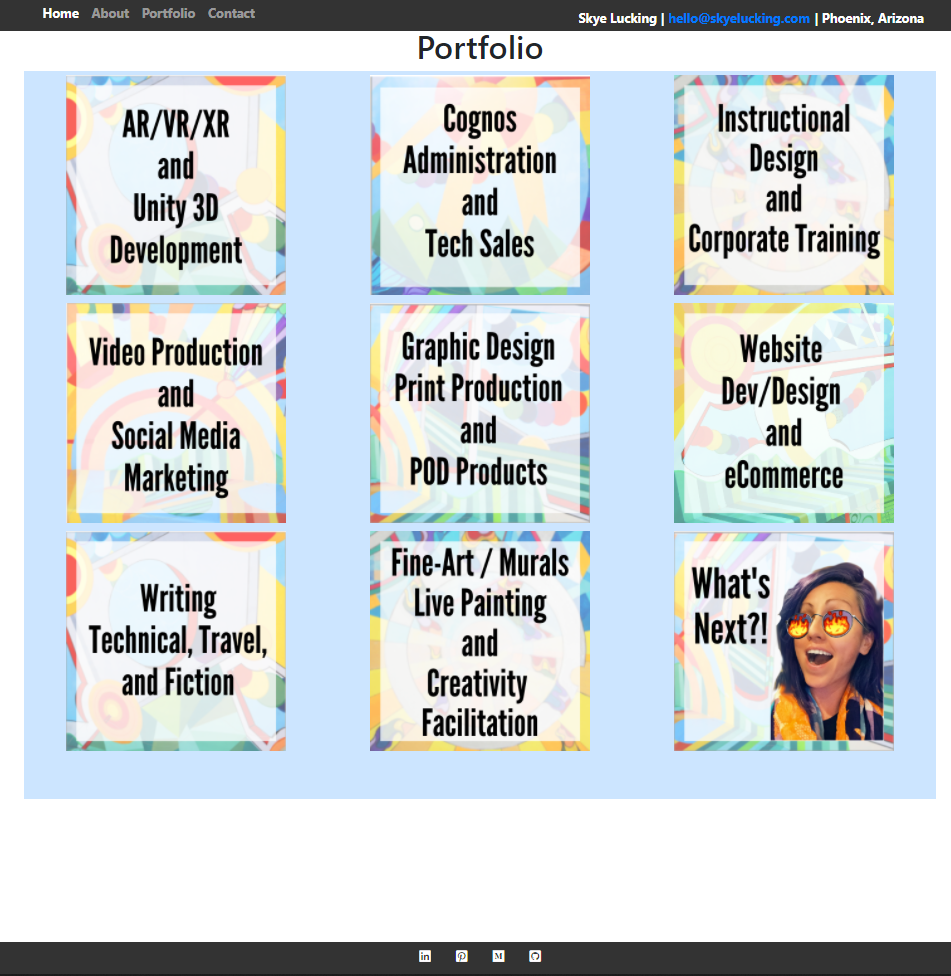 Home About Portfolio Contact
Skye Lucking | hello@skyelucking.com | Phoenix, Arizona
Portfolio
AR/VR/XR
and
Unity 3D
Development
Cognos
Administration
and
Tech Sales
Instructional
Design
and
Corporate Training
Video Production
and
Social Media
Marketing
Graphic Design
Print Production
and
POD Products
Website
Dev/Design
and
eCommerce
Writing
Technical, Travel,
and Fiction
Fine-Art / Murals
Live Painting
and
Creativity
Facilitation
What's
Next?!
in
M